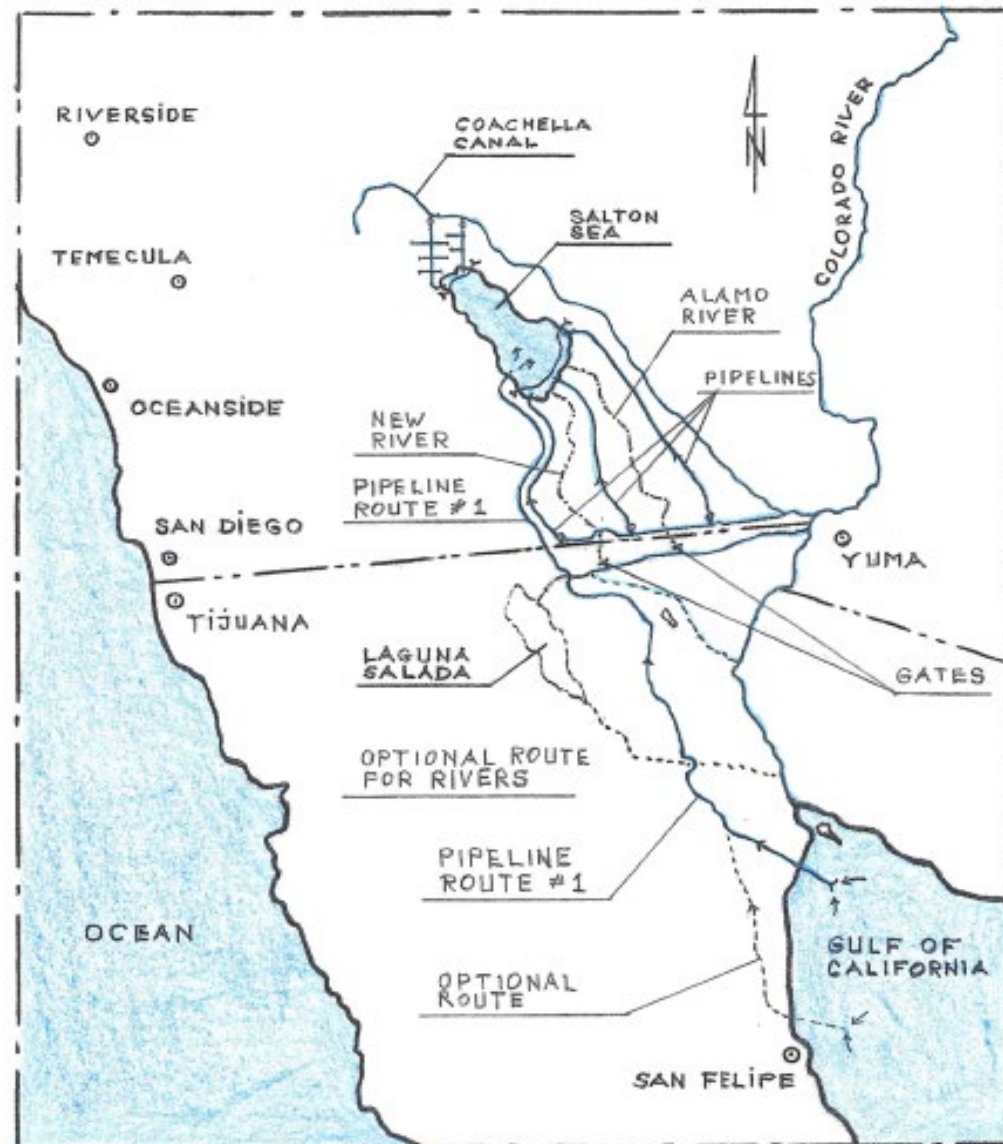 RIVERSIDE
COACHELLA
CANAL
N
COLORADO RIVER
SALTON
SEA
TEMECULA
ALAMO
RIVER
PIPELINES
OCEANSIDE
NEW
RIVER
PIPELINE
ROUTE #1
SAN DIEGO
YUMA
TIJUANA
LAGUNA
SALADA
GATES
OPTIONAL ROUTE
FOR RIVERS
PIPELINE
ROUTE #1
OCEAN
GULF OF
CALIFORNIA
OPTIONAL
ROUTE
SAN FELIPE